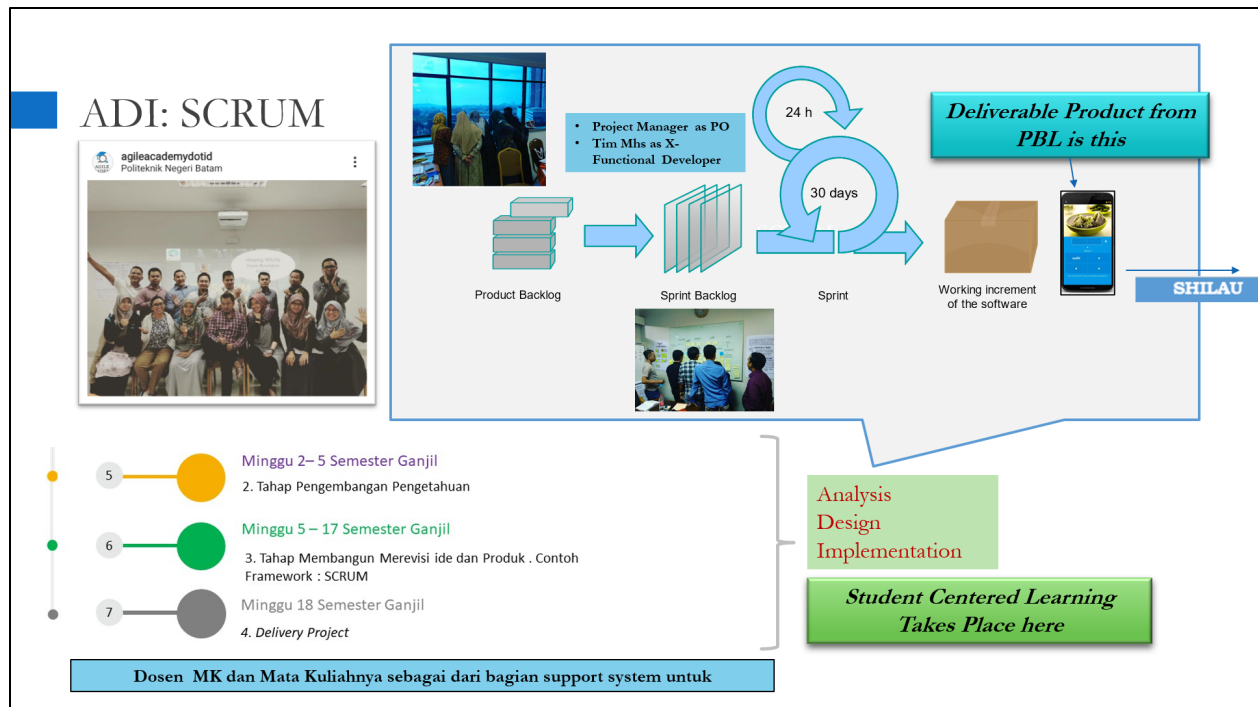 ADI: SCRUM
agileacademydotid
Politeknik Negeri Batam
• Project Manager as PO
• Tim Mhs as X-
Functional Developer
24 h
30 days
Deliverable Product from
PBL is this
Product Backlog
Sprint Backlog
Sprint
Working increment
of the software
SHILAU
5
Minggu 2– 5 Semester Ganjil
2. Tahap Pengembangan Pengetahuan
6
Minggu 5 – 17 Semester Ganjil
3. Tahap Membangun Merevisi ide dan Produk . Contoh
Framework : SCRUM
7
Minggu 18 Semester Ganjil
4. Delivery Project
Analysis
Design
Implementation
Student Centered Learning
Takes Place here
Dosen MK dan Mata Kuliahnya sebagai dari bagian support system untuk